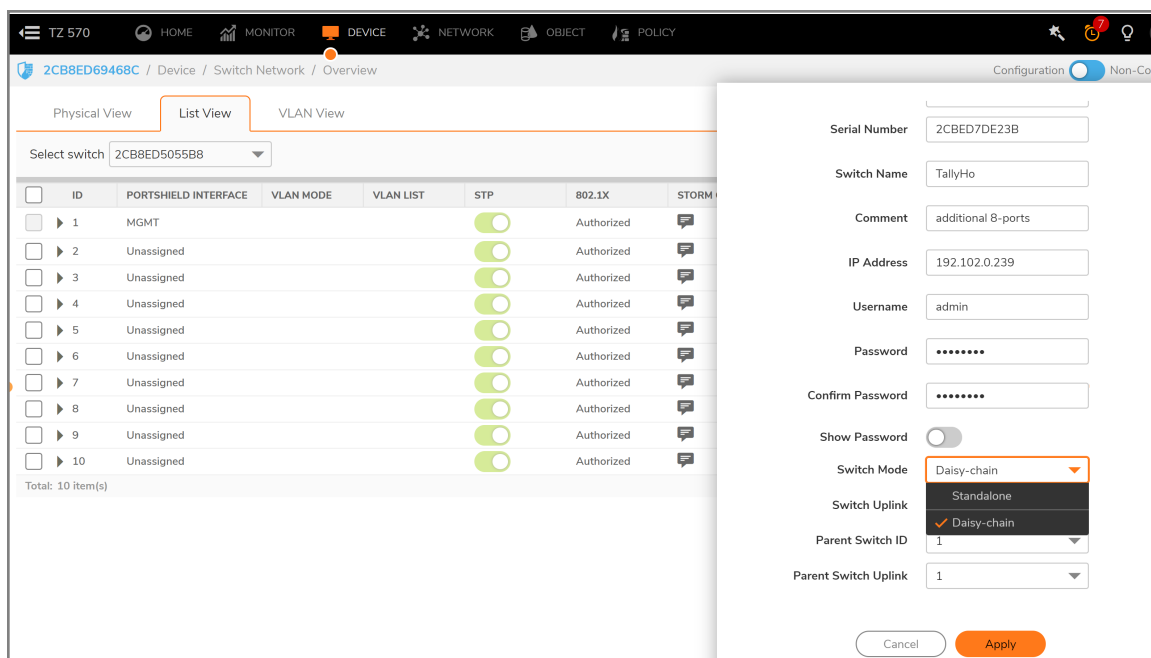 TZ 570 HOME MONITOR DEVICE NETWORK OBJECT POLICY 7
2CB8ED69468C / Device / Switch Network / Overview Configuration Non-Co
Physical View List View VLAN View
Select switch 2CB8ED5055B8
ID PORTSHIELD INTERFACE VLAN MODE VLAN LIST STP 802.1X STORM
1 MGMT Authorized
2 Unassigned Authorized
3 Unassigned Authorized
4 Unassigned Authorized
5 Unassigned Authorized
6 Unassigned Authorized
7 Unassigned Authorized
8 Unassigned Authorized
9 Unassigned Authorized
10 Unassigned Authorized
Total: 10 item(s)
Serial Number 2CBED7DE23B
Switch Name TallyHo
Comment additional 8-ports
IP Address 192.102.0.239
Username admin
Password ••••••••
Confirm Password ••••••••
Show Password
Switch Mode Daisy-chain
Standalone
Switch Uplink
Daisy-chain
Parent Switch ID 1
Parent Switch Uplink 1
Cancel Apply